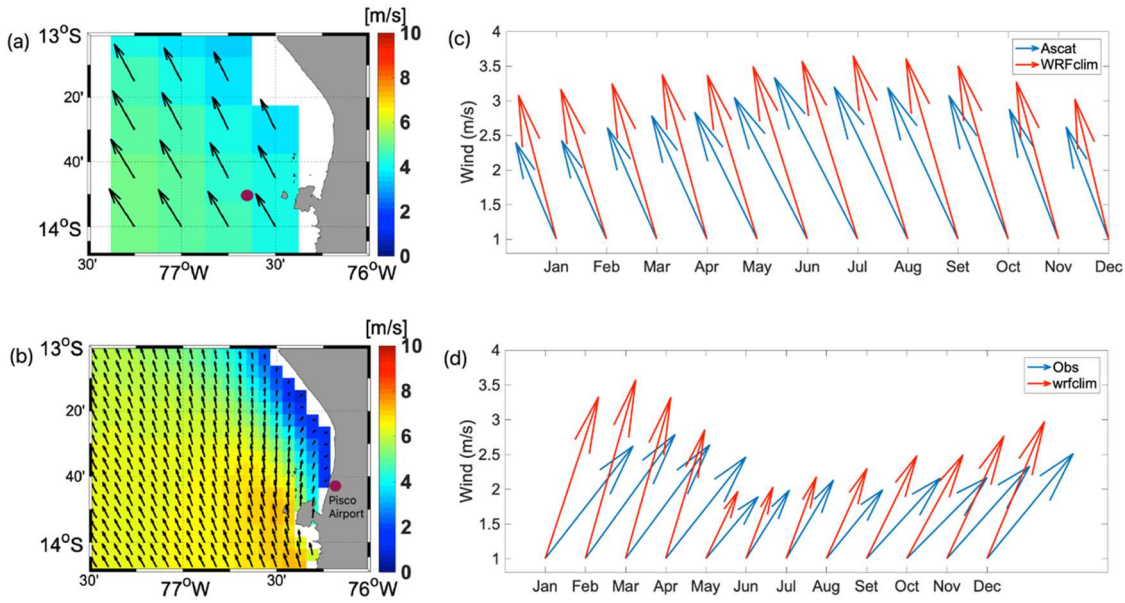 (a)
[m/s]
13°S
20'
40'
14°S
30'
77°W
30'
76°W
10
8
6
4
2
0
(c)
4
3.5
3
2.5
2
1.5
1
Wind (m/s)
Ascat
WRFclim
Jan Feb Mar Apr May Jun Jul Aug Set Oct Nov Dec
(b)
[m/s]
13°S
20'
40'
14°S
30'
77°W
30'
76°W
Pisco
Airport
10
8
6
4
2
0
(d)
4
3.5
3
2.5
2
1.5
1
Wind (m/s)
Obs
wrfclim
Jan Feb Mar Apr May Jun Jul Aug Set Oct Nov Dec